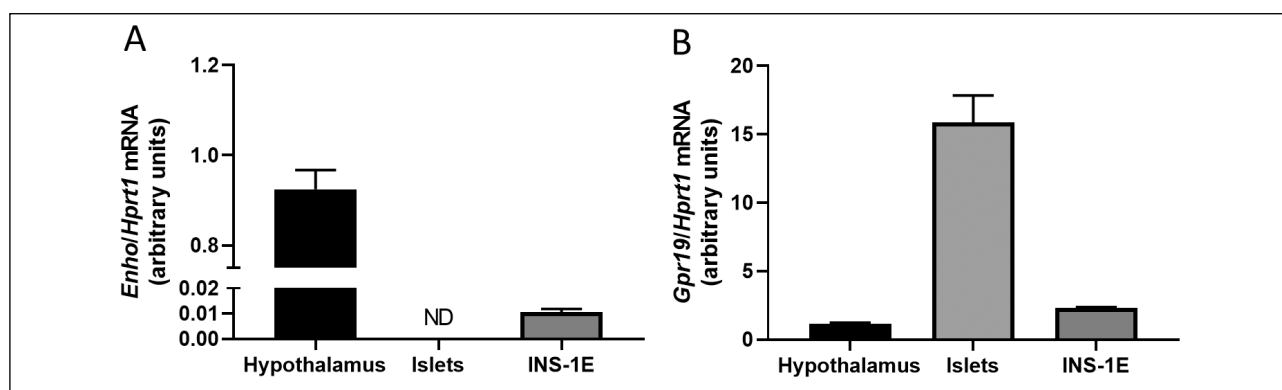 A
Enho/Hprt1 mRNA
(arbitrary units)
1.2
1.0
0.8
0.02
0.01
0.00
ND
Hypothalamus Islets INS-1E
B
Gpr19/Hprt1 mRNA
(arbitrary units)
20
15
10
5
0
Hypothalamus Islets INS-1E